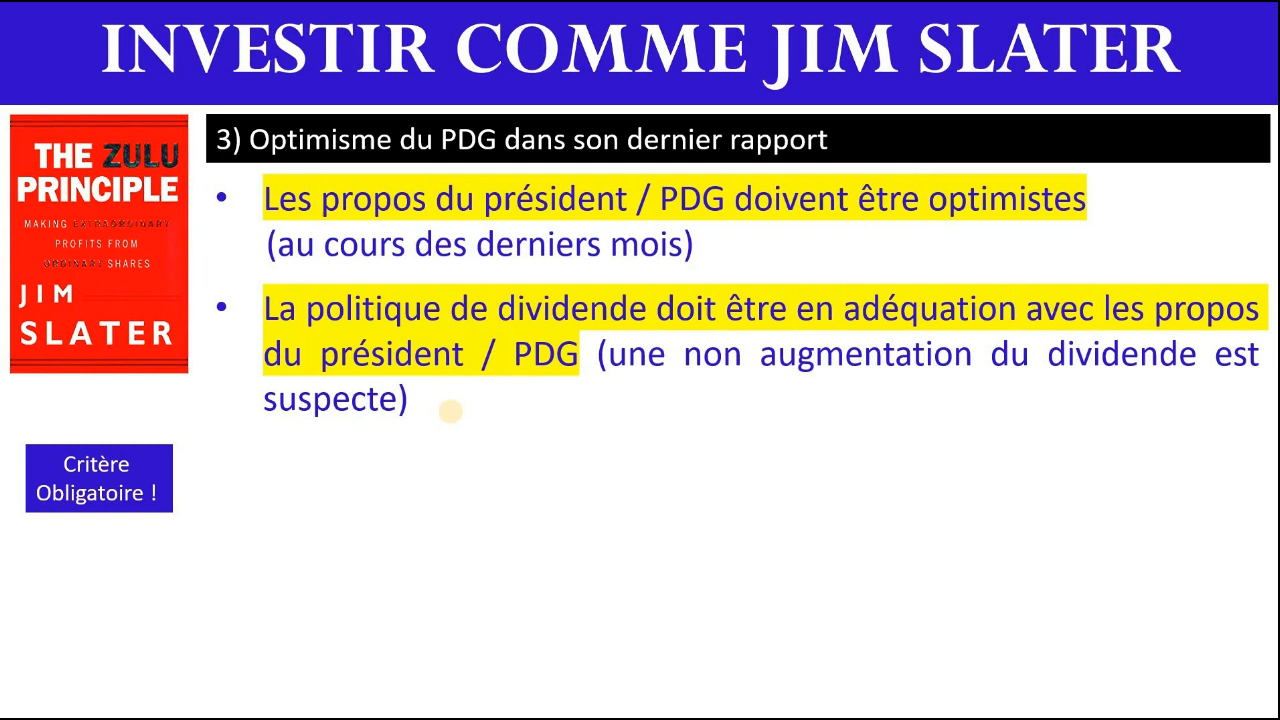 INVESTIR COMME JIM SLATER
THE ZULU
PRINCIPLE
MAKING EXTRAORDINARY
PROFITS FROM
ORDINARY SHARES
JIM
SLATER
3) Optimisme du PDG dans son dernier rapport
• Les propos du président / PDG doivent être optimistes
(au cours des derniers mois)
• La politique de dividende doit être en adéquation avec les propos
du président / PDG (une non augmentation du dividende est
suspecte)
Critère
Obligatoire !